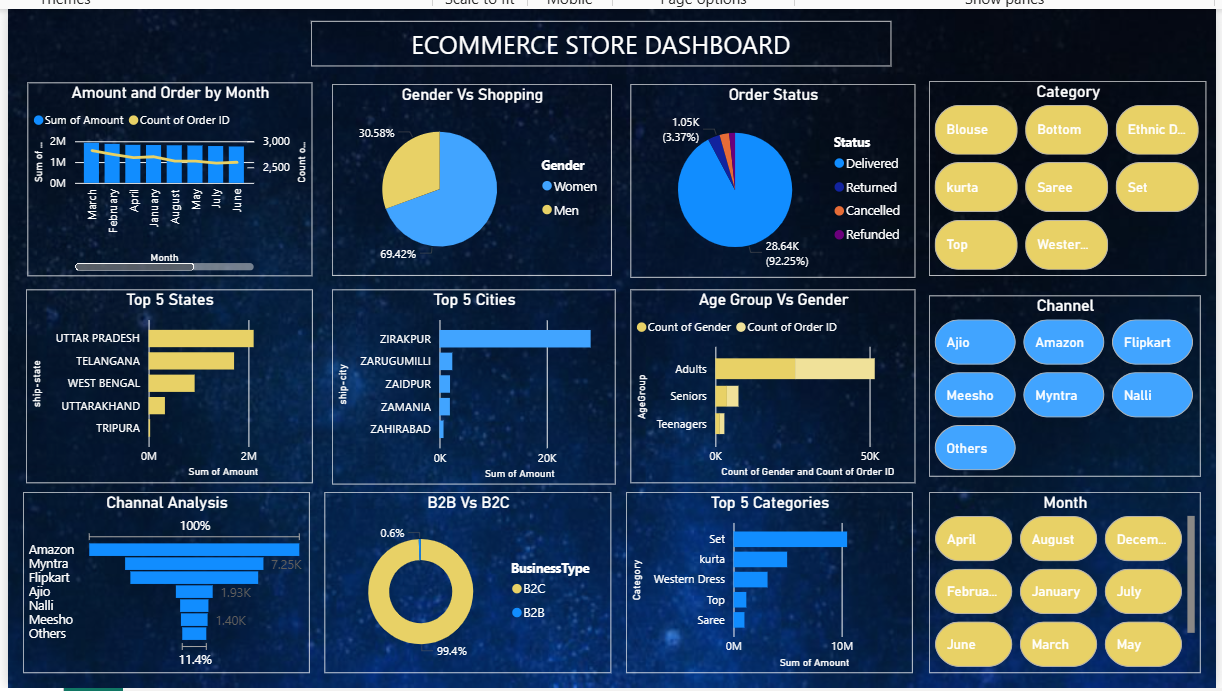 Themes
Scale to fit
Mobile
Page options
Show panes
ECOMMERCE STORE DASHBOARD
Amount and Order by Month
Sum of Amount Count of Order ID
2M
1M
0M
Sum of ...
3,000
2,500
Count o...
March
February
April
January
August
May
July
June
Month
Gender Vs Shopping
30.58%
69.42%
Gender
Women
Men
Order Status
1.05K
(3.37%)
28.64K
(92.25%)
Status
Delivered
Returned
Cancelled
Refunded
Category
Blouse
Bottom
Ethnic D...
kurta
Saree
Set
Top
Wester...
Top 5 States
ship-state
UTTAR PRADESH
TELANGANA
WEST BENGAL
UTTARAKHAND
TRIPURA
0M
2M
Sum of Amount
Top 5 Cities
ship-city
ZIRAKPUR
ZARUGUMILLI
ZAIDPUR
ZAMANIA
ZAHIRABAD
0K
20K
Sum of Amount
Age Group Vs Gender
Count of Gender Count of Order ID
AgeGroup
Adults
Seniors
Teenagers
0K
50K
Count of Gender and Count of Order ID
Channel
Ajio
Amazon
Flipkart
Meesho
Myntra
Nalli
Others
Channal Analysis
100%
Amazon
Myntra
7.25K
Flipkart
Ajio
1.93K
Nalli
Meesho
1.40K
Others
11.4%
B2B Vs B2C
0.6%
99.4%
BusinessType
B2C
B2B
Top 5 Categories
Category
Set
kurta
Western Dress
Top
Saree
0M
10M
Sum of Amount
Month
April
August
Decem...
Februa...
January
July
June
March
May